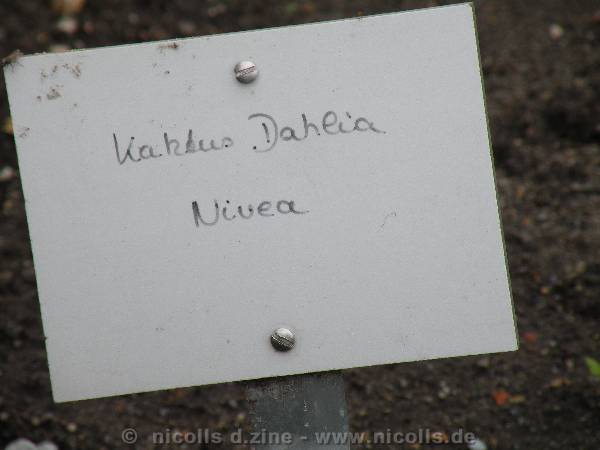 Kaktus Dahlia
Nivea
© nicolls d.zine - www.nicolls.de